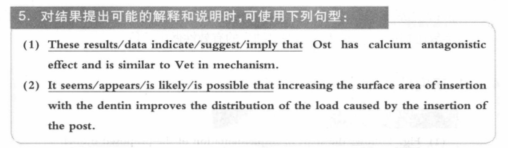 5. 对结果提出可能的解释和说明时,可使用下列句型:
(1) These results/data indicate/suggest/imply that Ost has calcium antagonistic
effect and is similar to Vet in mechanism.
(2) It seems/appears/is likely/is possible that increasing the surface area of insertion
with the dentin improves the distribution of the load caused by the insertion of
the post.